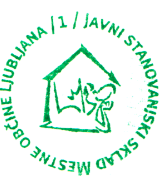 JAVNI STANOVANJSKI SKLAD MESTNE OBČINE LJUBLJANA /1/